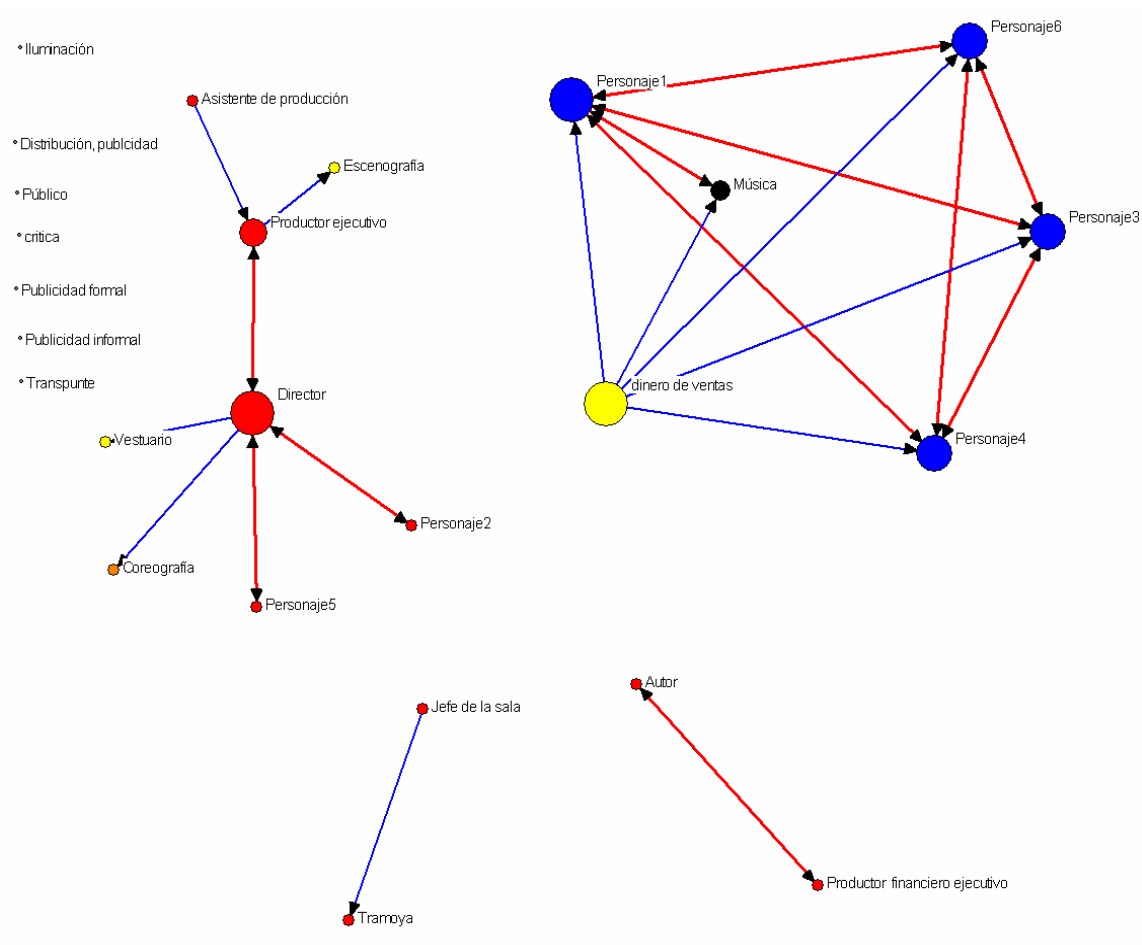 Personaje6
Iluminación
Personaje1
Asistente de producción
Distribución, publcidad
Escenografía
Música
Público
Personaje3
Productor ejecutivo
critica
Publicidad formal
Publicidad informal
Transpunte
dinero de ventas
Director
Vestuario
Personaje4
Personaje2
Coreografía
Personaje5
Autor
Jefe de la sala
Productor financiero ejecutivo
Tramoya